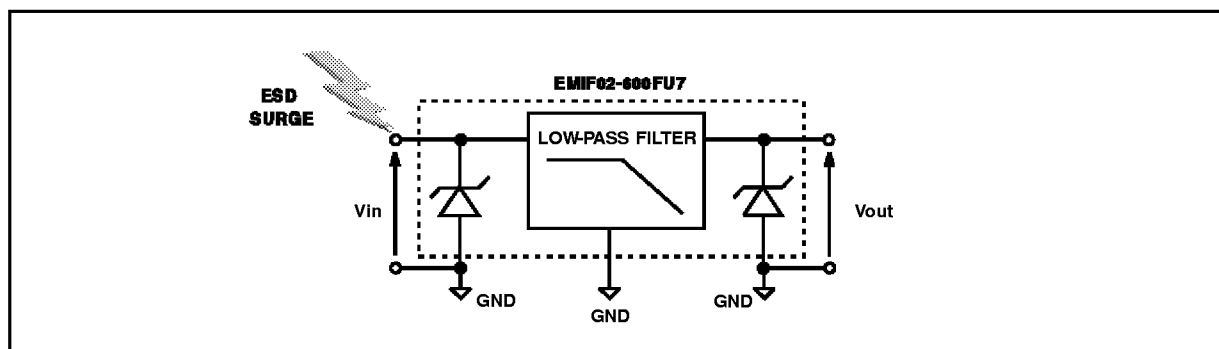 EMIF02-600FU7
ESD
SURGE
LOW-PASS FILTER
Vin
Vout
GND
GND
GND